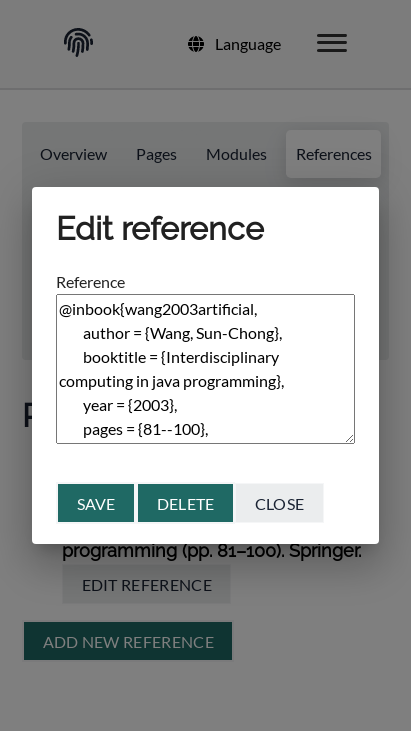 Language
Overview
Pages
Modules
References
Edit reference
Reference
@inbook{wang2003artificial,
author = {Wang, Sun-Chong},
booktitle = {Interdisciplinary
computing in java programming},
year = {2003},
pages = {81--100},
SAVE
DELETE
CLOSE
programming (pp. 81–100). Springer.
EDIT REFERENCE
ADD NEW REFERENCE